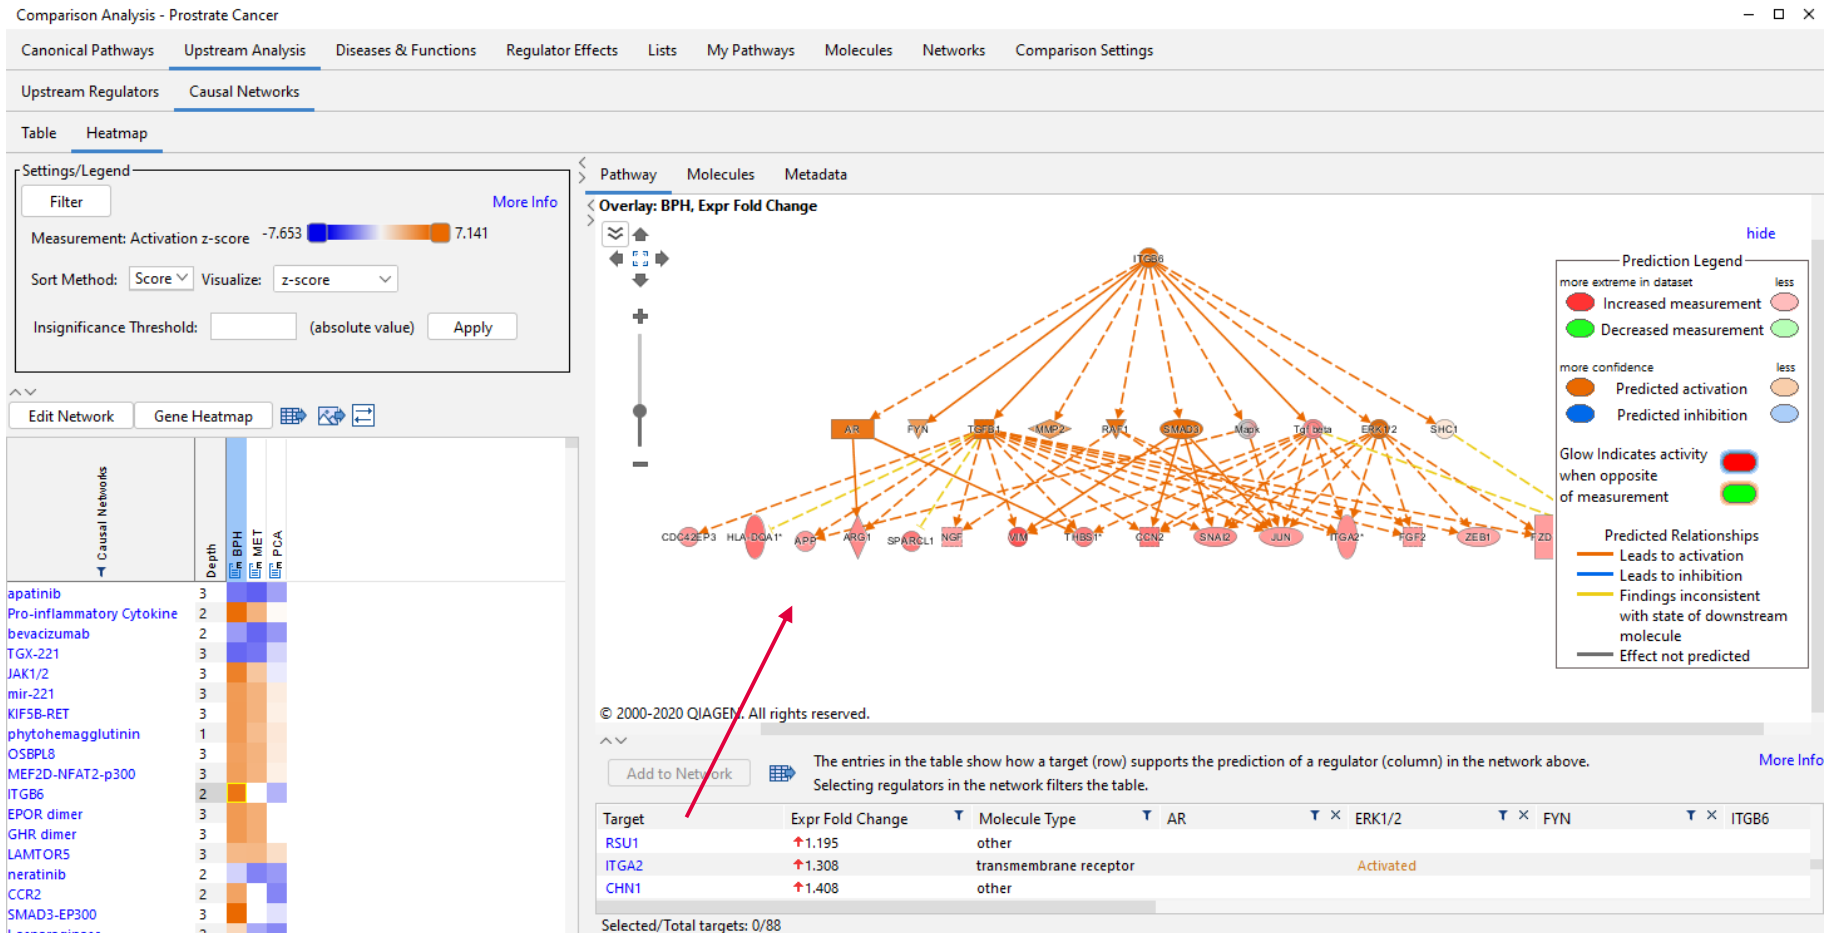 Comparison Analysis - Prostrate Cancer
Canonical Pathways Upstream Analysis Diseases & Functions Regulator Effects Lists My Pathways Molecules Networks Comparison Settings
Upstream Regulators Causal Networks
Table Heatmap
Settings/Legend
Filter More Info
Measurement: Activation z-score -7.653 7.141
Sort Method: Score Visualize: z-score
Insignificance Threshold: (absolute value) Apply
Edit Network Gene Heatmap
Causal Networks Depth BPH MET PCA
apatinib 3
Pro-inflammatory Cytokine 2
bevacizumab 2
TGX-221 3
JAK1/2 3
mir-221 3
KIF5B-RET 3
phytohemagglutinin 1
OSBPL8 3
MEF2D-NFAT2-p300 3
ITGB6 2
EPOR dimer 3
GHR dimer 3
LAMTOR5 3
neratinib 2
CCR2 2
SMAD3-EP300 3
Pathway Molecules Metadata
Overlay: BPH, Expr Fold Change
hide
ITGB6
AR FYN TGFB1 MMP2 RAF1 SMAD3 Mapk Tgf beta ERK1/2 SHC1
CDC42EP3 HLA-DQA1* APP ARG1 SPARCL1 NGF VIM THBS1* CCN2 SNAI2 JUN ITGA2* FGF2 ZEB1 FZD
Prediction Legend
more extreme in dataset less
Increased measurement
Decreased measurement
more confidence less
Predicted activation
Predicted inhibition
Glow Indicates activity
when opposite
of measurement
Predicted Relationships
Leads to activation
Leads to inhibition
Findings inconsistent
with state of downstream
molecule
Effect not predicted
© 2000-2020 QIAGEN. All rights reserved.
Add to Network
The entries in the table show how a target (row) supports the prediction of a regulator (column) in the network above.
Selecting regulators in the network filters the table.
More Info
Target Expr Fold Change Molecule Type AR ERK1/2 FYN ITGB6
RSU1 1.195 other
ITGA2 1.308 transmembrane receptor Activated
CHN1 1.408 other
Selected/Total targets: 0/88